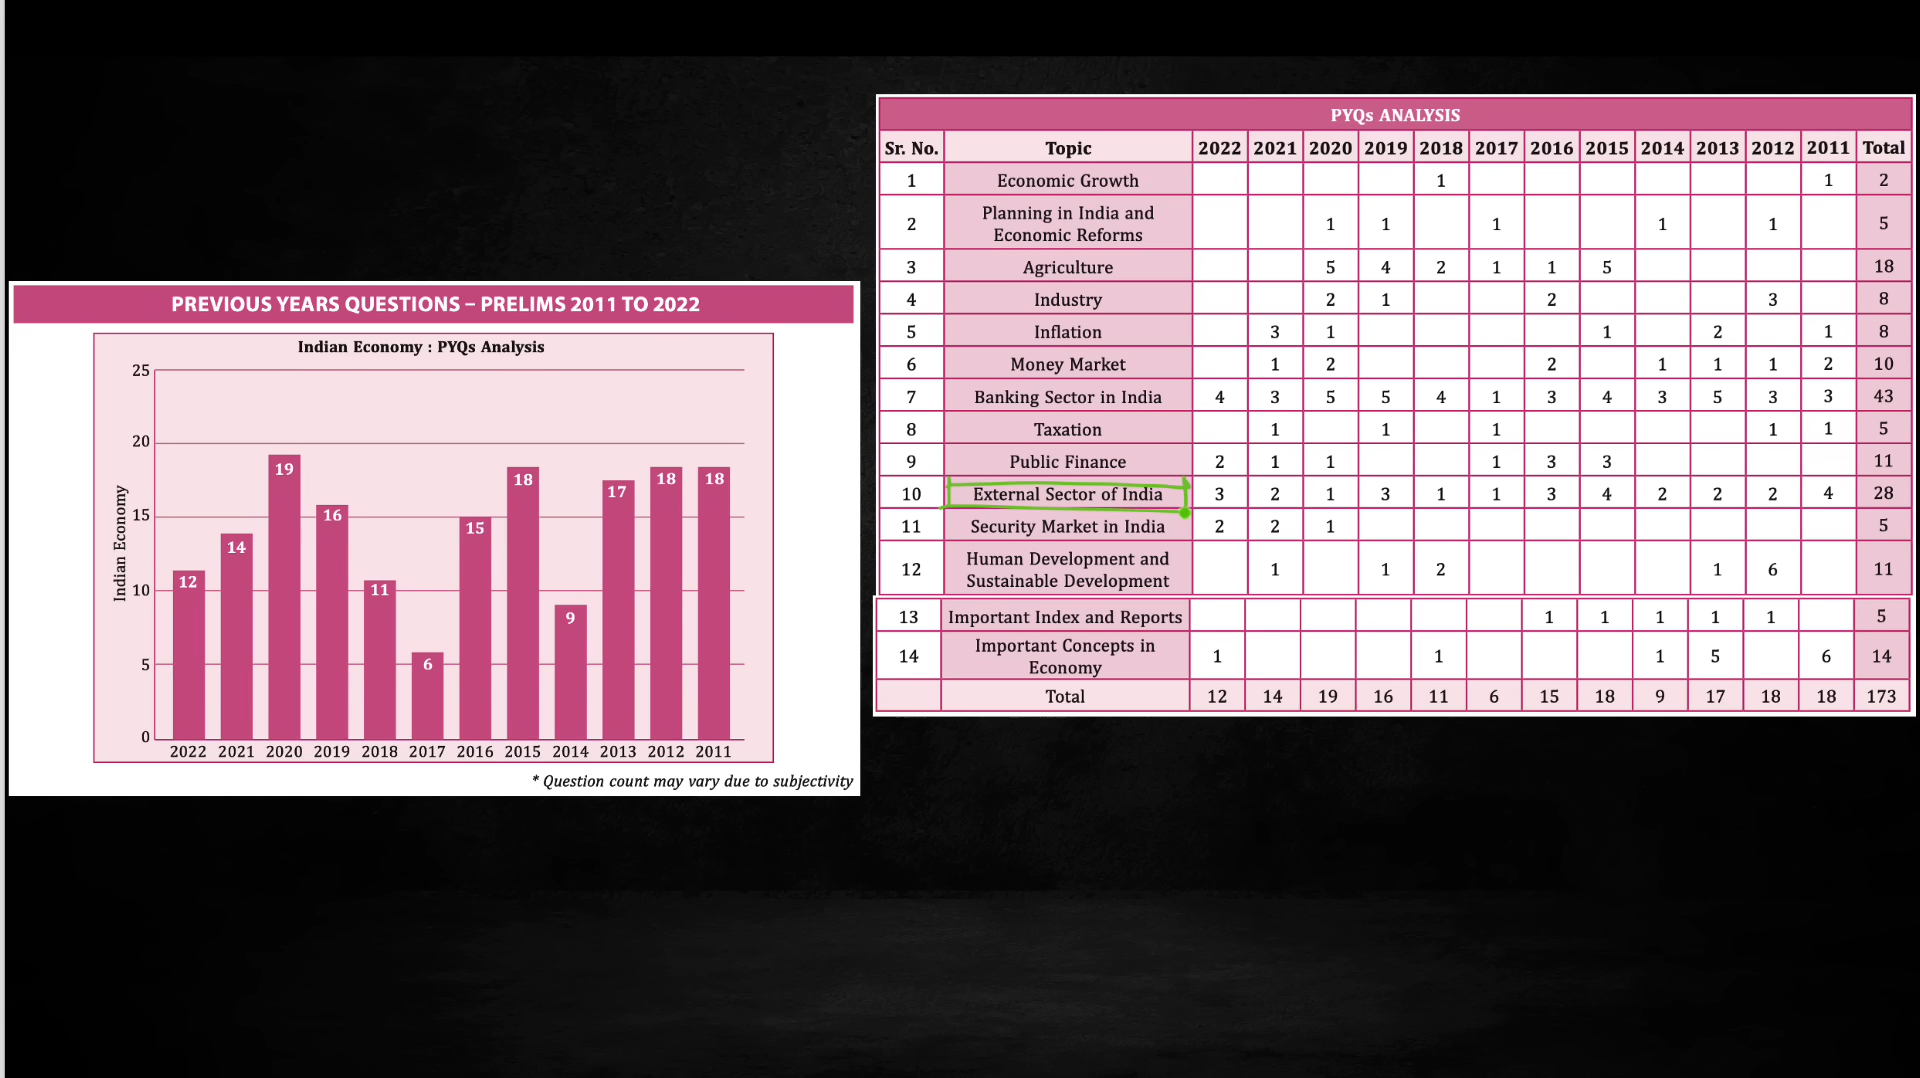 PREVIOUS YEARS QUESTIONS – PRELIMS 2011 TO 2022
Indian Economy : PYQs Analysis
Indian Economy
25
20
15
10
5
0
12
14
19
16
11
6
15
18
9
17
18
18
2022 2021 2020 2019 2018 2017 2016 2015 2014 2013 2012 2011
* Question count may vary due to subjectivity
PYQs ANALYSIS
Sr. No. Topic 2022 2021 2020 2019 2018 2017 2016 2015 2014 2013 2012 2011 Total
1 Economic Growth 1 1 2
Planning in India and
2 1 1 1 1 1 5
Economic Reforms
3 Agriculture 5 4 2 1 1 5 18
4 Industry 2 1 2 3 8
5 Inflation 3 1 1 2 1 8
6 Money Market 1 2 2 1 1 1 2 10
7 Banking Sector in India 4 3 5 5 4 1 3 4 3 5 3 3 43
8 Taxation 1 1 1 1 1 5
9 Public Finance 2 1 1 1 3 3 11
10 External Sector of India 3 2 1 3 1 1 3 4 2 2 2 4 28
11 Security Market in India 2 2 1 5
Human Development and
12 1 1 2 1 6 11
Sustainable Development
13 Important Index and Reports 1 1 1 1 1 5
Important Concepts in
14 1 1 1 5 6 14
Economy
Total 12 14 19 16 11 6 15 18 9 17 18 18 173